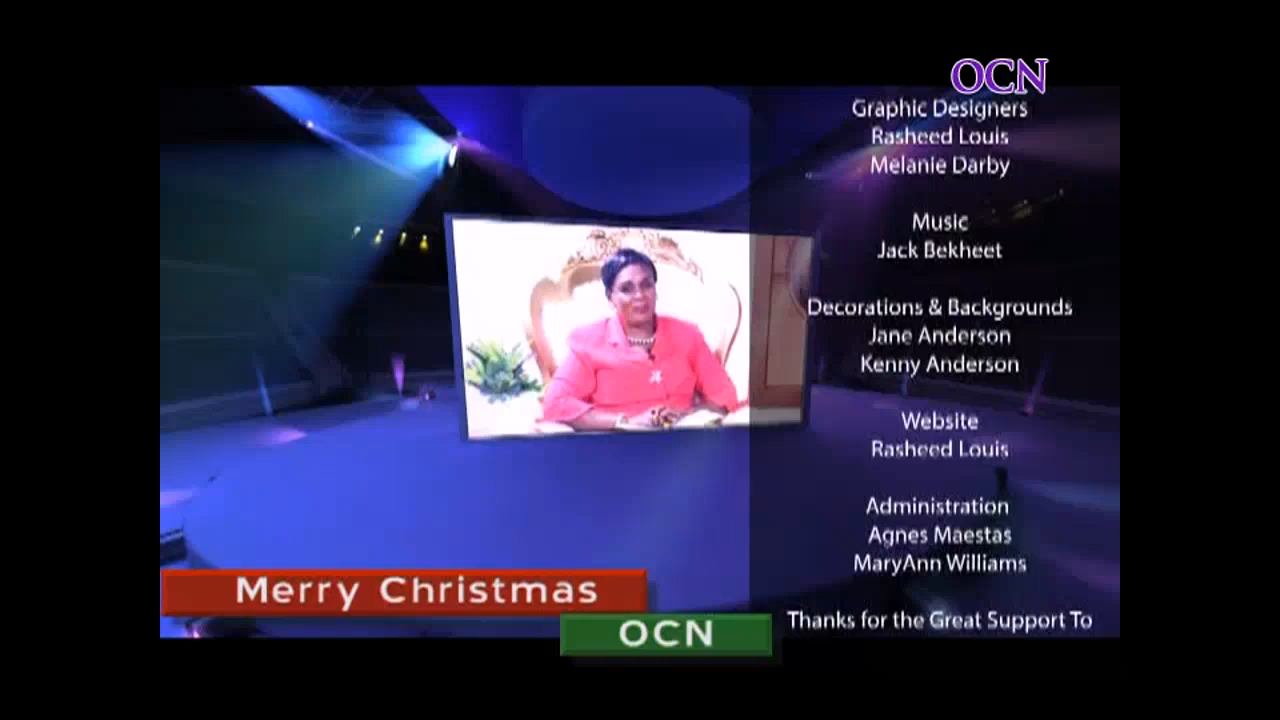 OCN
Graphic Designers
Rasheed Louis
Melanie Darby
Music
Jack Bekheet
Decorations & Backgrounds
Jane Anderson
Kenny Anderson
Website
Rasheed Louis
Administration
Agnes Maestas
MaryAnn Williams
Thanks for the Great Support To
Merry Christmas
OCN